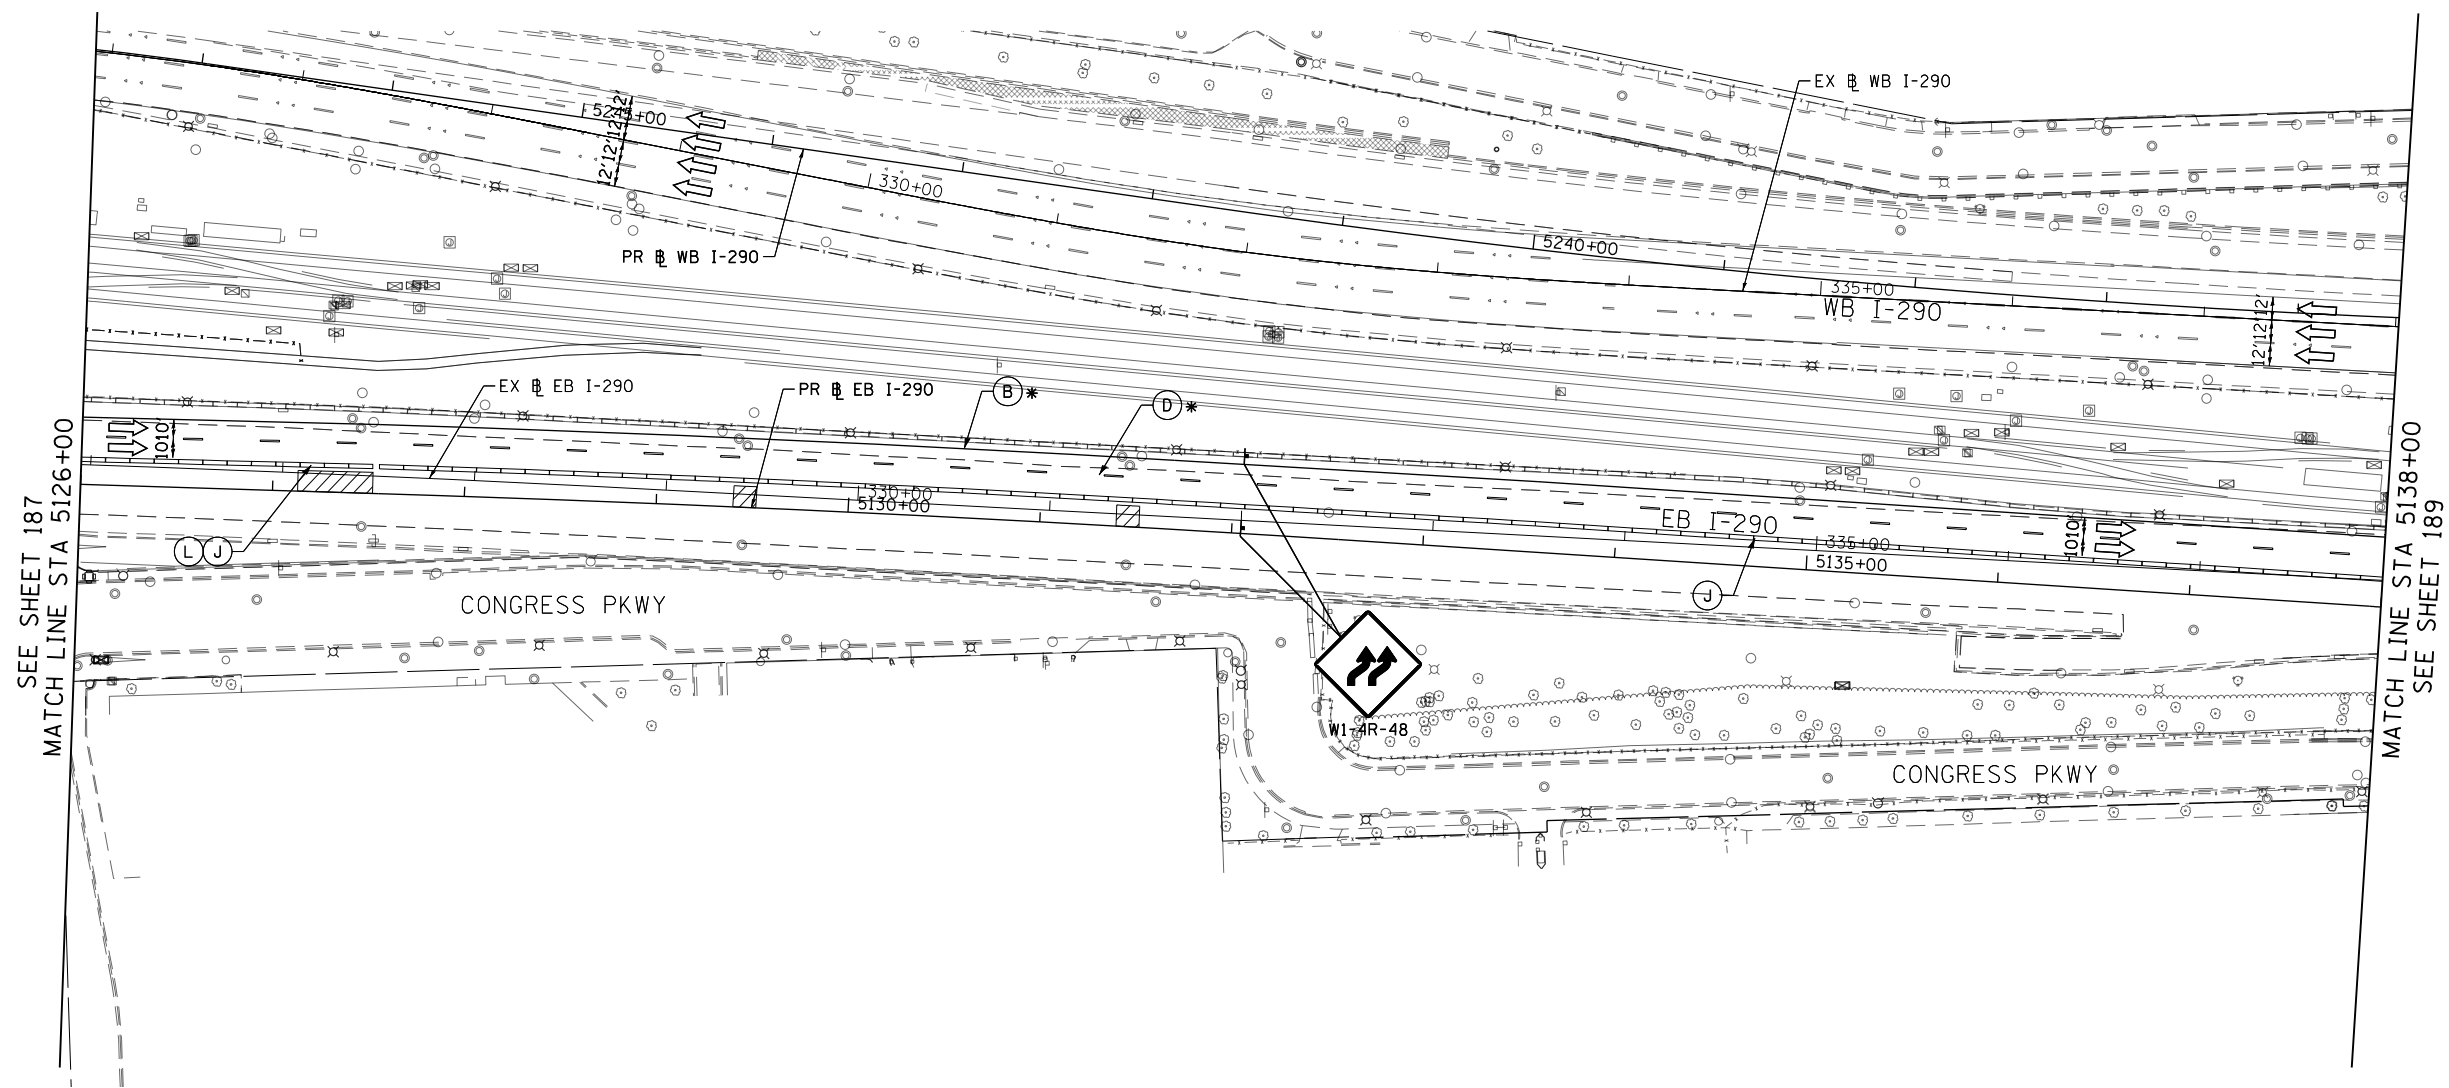 EX ℄ WB I-290
5245+00
12' 12' 12' 12'
330+00
PR ℄ WB I-290
5240+00
335+00
WB I-290
12' 12' 12'
EX ℄ EB I-290
PR ℄ EB I-290
B *
D *
10' 10'
330+00
5130+00
EB I-290
335+00
5135+00
10' 10'
L J
J
CONGRESS PKWY
W1-4R-48
CONGRESS PKWY
SEE SHEET 187
MATCH LINE STA 5126+00
MATCH LINE STA 5138+00
SEE SHEET 189